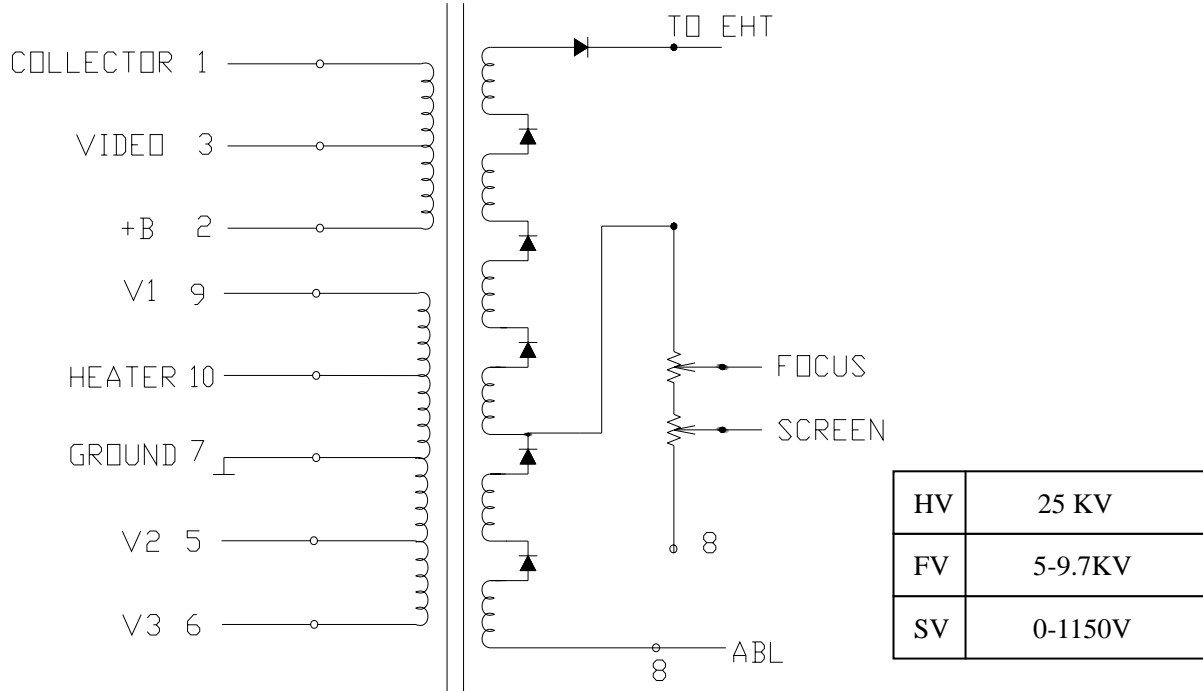 TO EHT
COLLECTOR 1
VIDEO 3
+B 2
V1 9
HEATER 10
FOCUS
SCREEN
GROUND 7
HV 25 KV
V2 5
8
FV 5-9.7KV
V3 6
SV 0-1150V
ABL
8